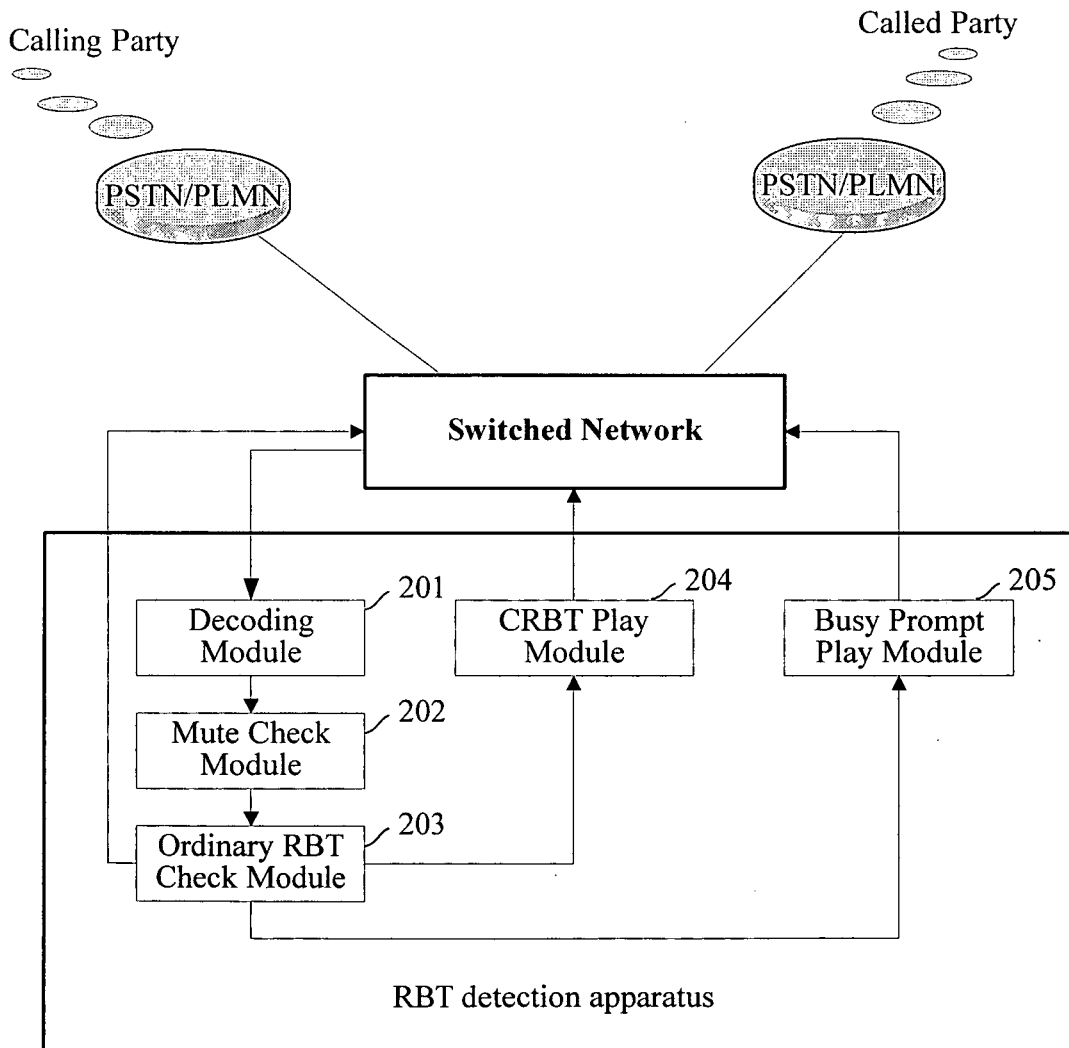 Calling Party
Called Party
PSTN/PLMN
PSTN/PLMN
Switched Network
201
Decoding
Module
204
CRBT Play
Module
205
Busy Prompt
Play Module
202
Mute Check
Module
203
Ordinary RBT
Check Module
RBT detection apparatus